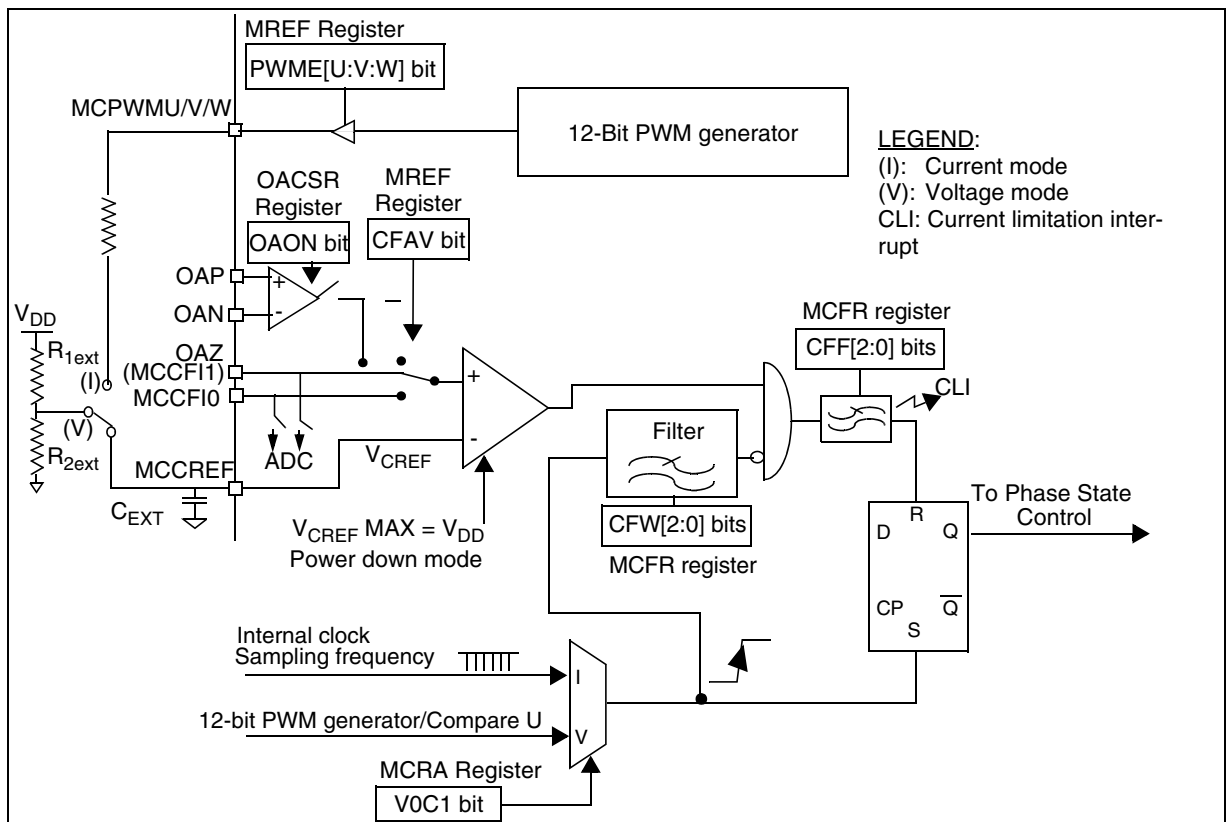 MREF Register
PWME[U:V:W] bit
MCPWMU/V/W
12-Bit PWM generator
LEGEND:
(I): Current mode
(V): Voltage mode
CLI: Current limitation inter-
rupt
OACSR
Register
OAON bit
MREF
Register
CFAV bit
OAP
+
OAN
-
VDD
R1ext
(I)
OAZ
(MCCFI1)
MCCFI0
+
-
(V)
R2ext
ADC
VCREF
MCCREF
CEXT
VCREF MAX = VDD
Power down mode
MCFR register
CFF[2:0] bits
CLI
Filter
CFW[2:0] bits
MCFR register
R
D
Q
CP
Q̅
S
To Phase State
Control
Internal clock
Sampling frequency
I
12-bit PWM generator/Compare U
V
MCRA Register
V0C1 bit